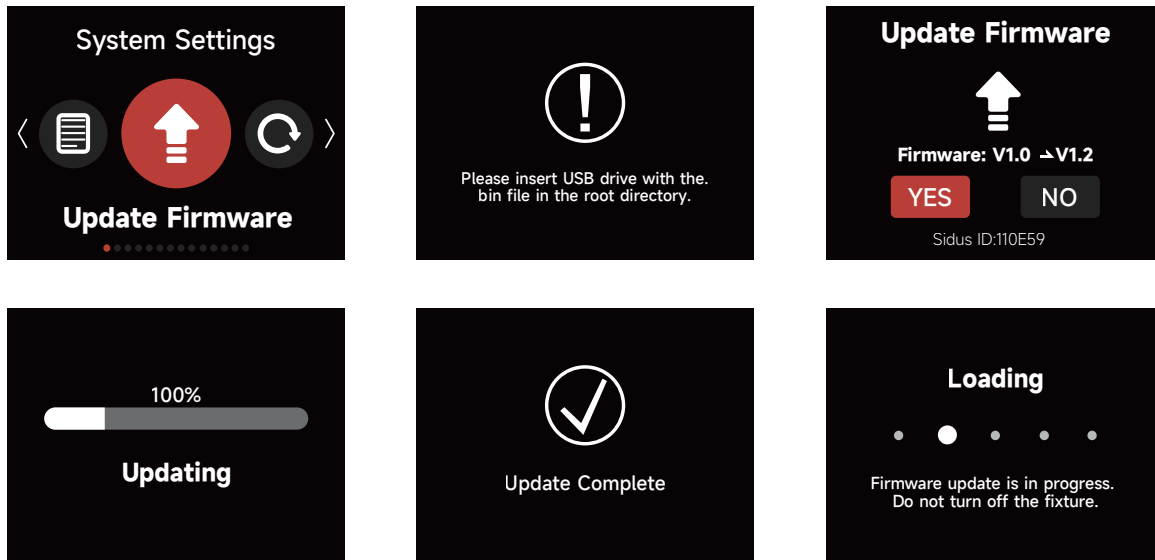 System Settings
Update Firmware
Please insert USB drive with the.
bin file in the root directory.
Update Firmware
Firmware: V1.0 → V1.2
YES
NO
Sidus ID:110E59
100%
Updating
Update Complete
Loading
Firmware update is in progress.
Do not turn off the fixture.